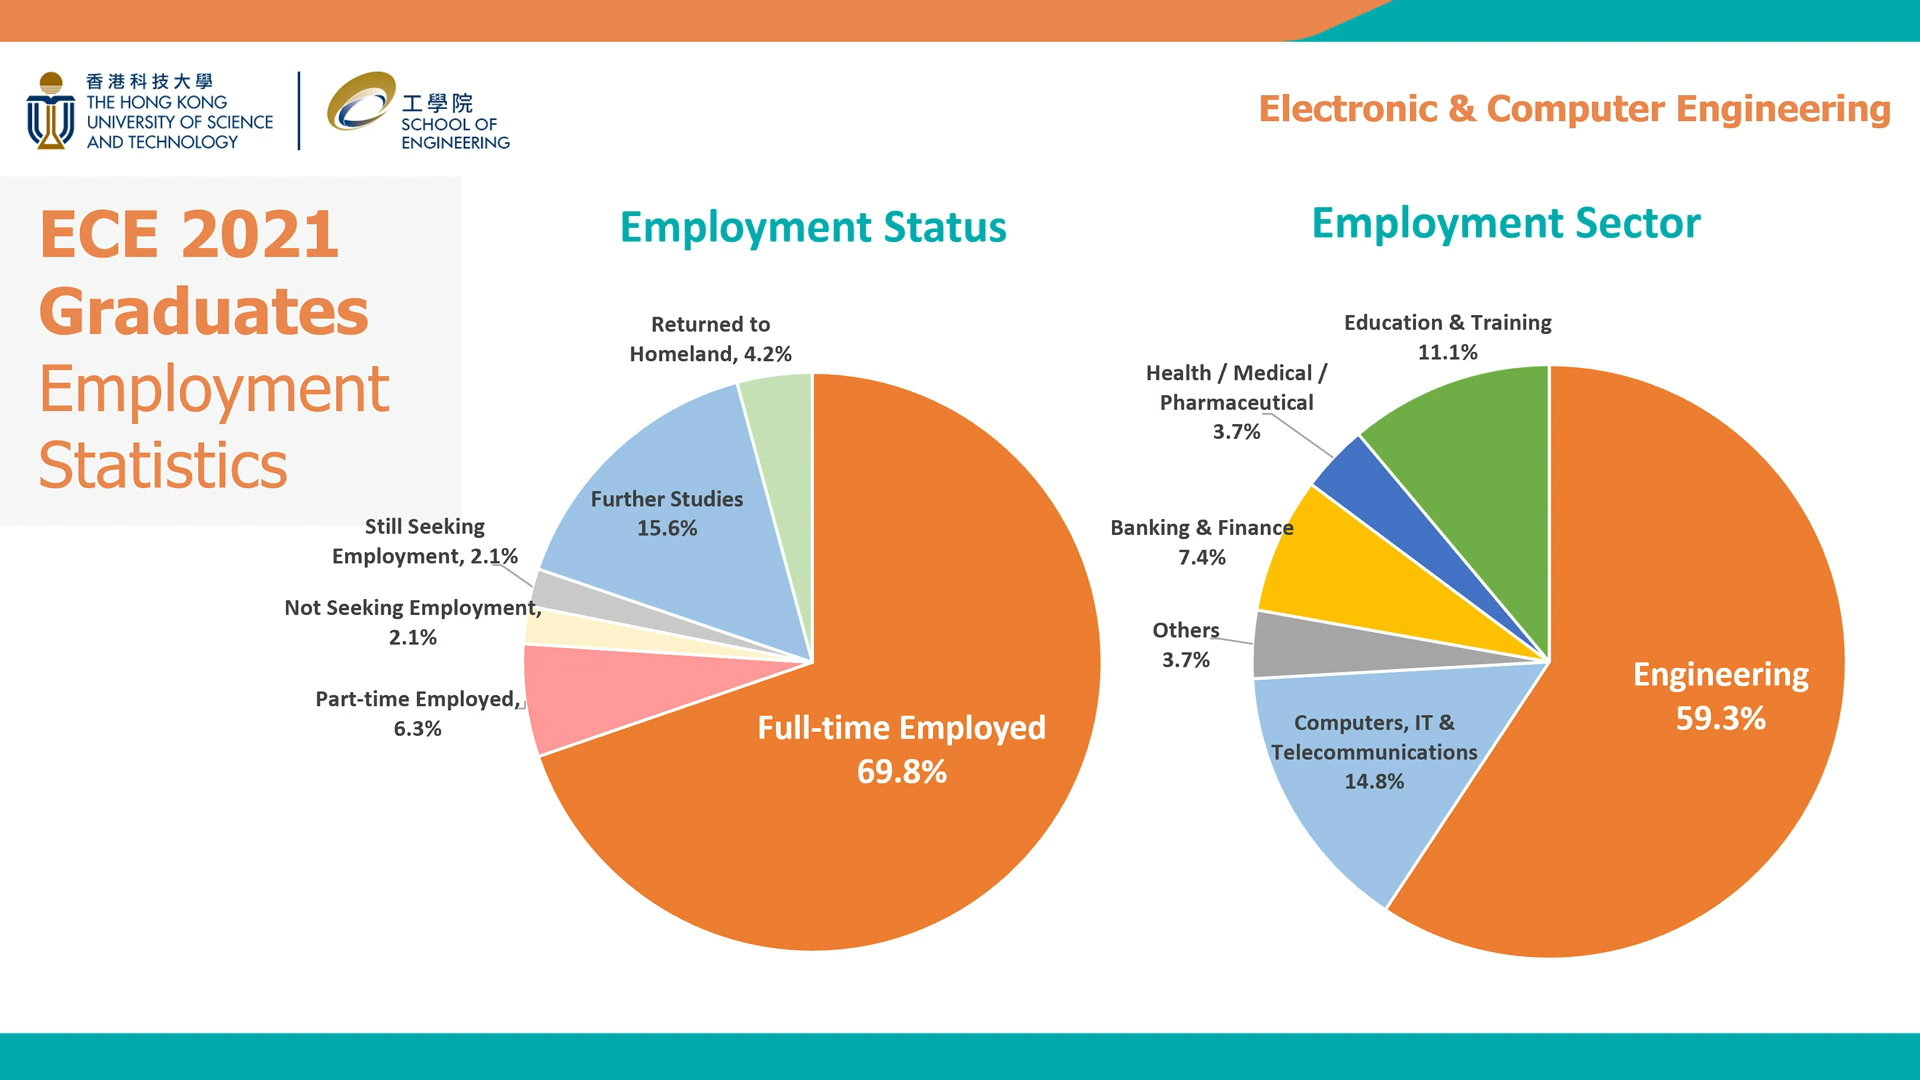 香港科技大學
THE HONG KONG
UNIVERSITY OF SCIENCE
AND TECHNOLOGY
工學院
SCHOOL OF
ENGINEERING
Electronic & Computer Engineering
ECE 2021
Graduates
Employment
Statistics
Employment Status
Returned to
Homeland, 4.2%
Further Studies
15.6%
Still Seeking
Employment, 2.1%
Not Seeking Employment,
2.1%
Part-time Employed,
6.3%
Full-time Employed
69.8%
Employment Sector
Education & Training
11.1%
Health / Medical /
Pharmaceutical
3.7%
Banking & Finance
7.4%
Others
3.7%
Computers, IT &
Telecommunications
14.8%
Engineering
59.3%